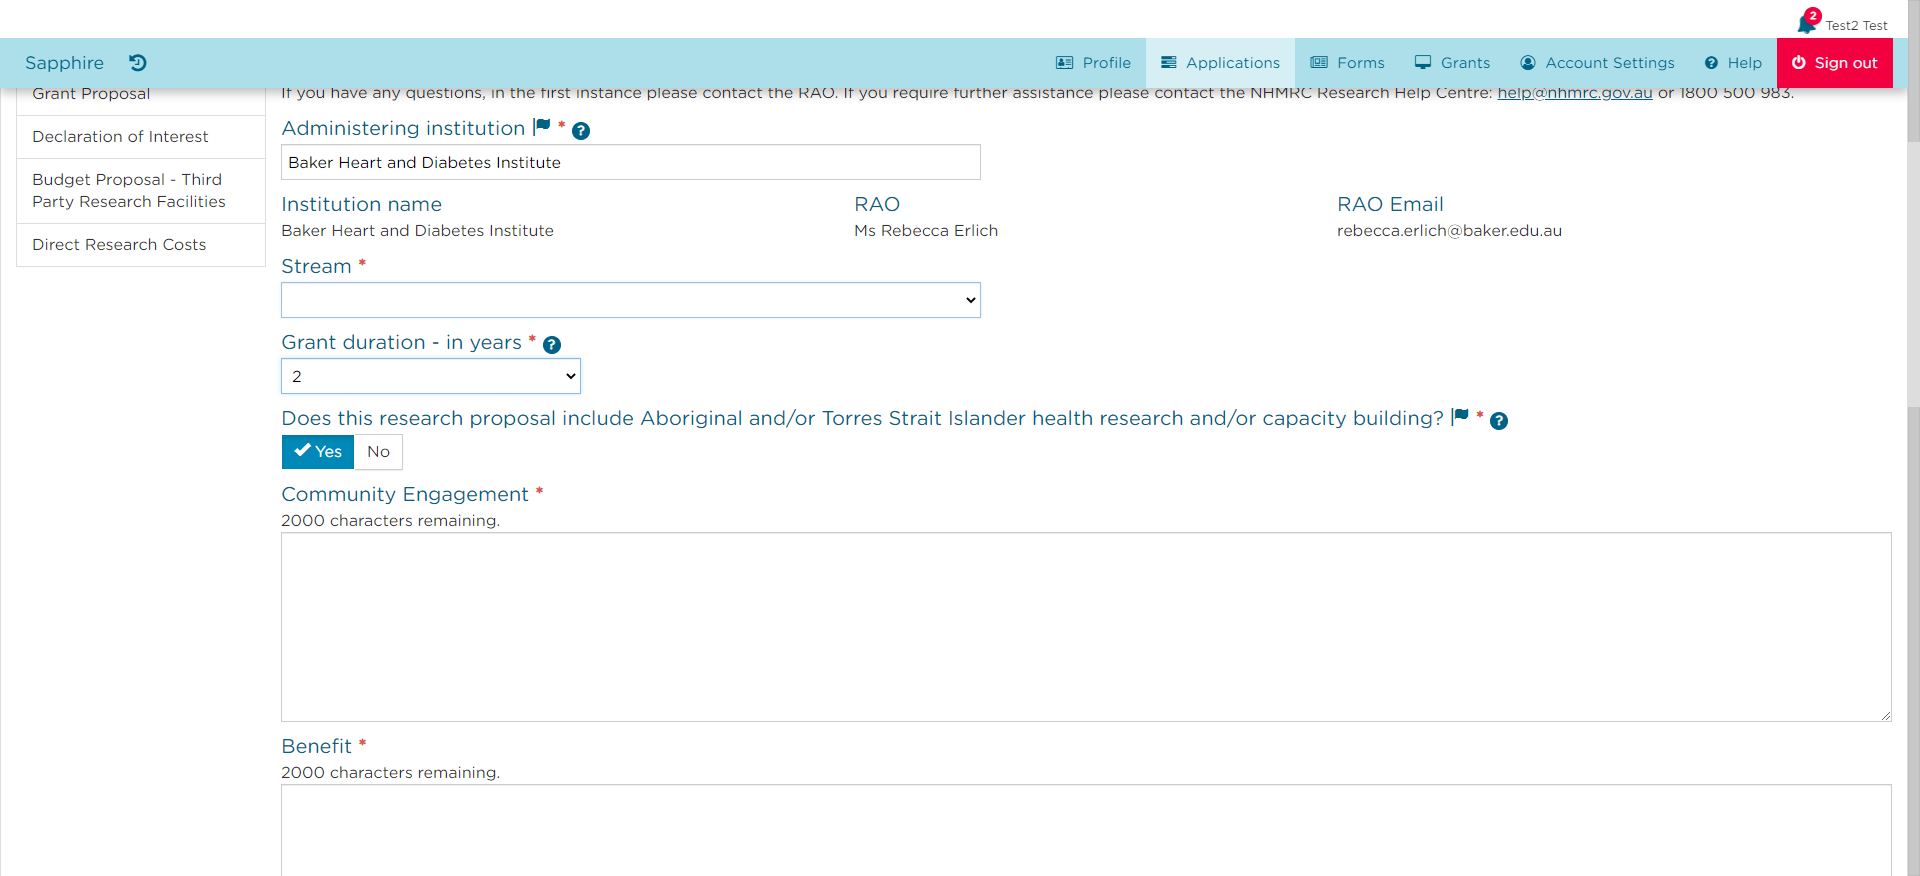 2
Test2 Test
Sapphire
Profile
Applications
Forms
Grants
Account Settings
Help
Sign out
Grant Proposal
Declaration of Interest
Budget Proposal - Third
Party Research Facilities
Direct Research Costs
If you have any questions, in the first instance please contact the RAO. If you require further assistance please contact the NHMRC Research Help Centre: help@nhmrc.gov.au or 1800 500 983.
Administering institution *
Baker Heart and Diabetes Institute
Institution name
Baker Heart and Diabetes Institute
RAO
Ms Rebecca Erlich
RAO Email
rebecca.erlich@baker.edu.au
Stream *
Grant duration - in years *
2
Does this research proposal include Aboriginal and/or Torres Strait Islander health research and/or capacity building? *
Yes
No
Community Engagement *
2000 characters remaining.
Benefit *
2000 characters remaining.